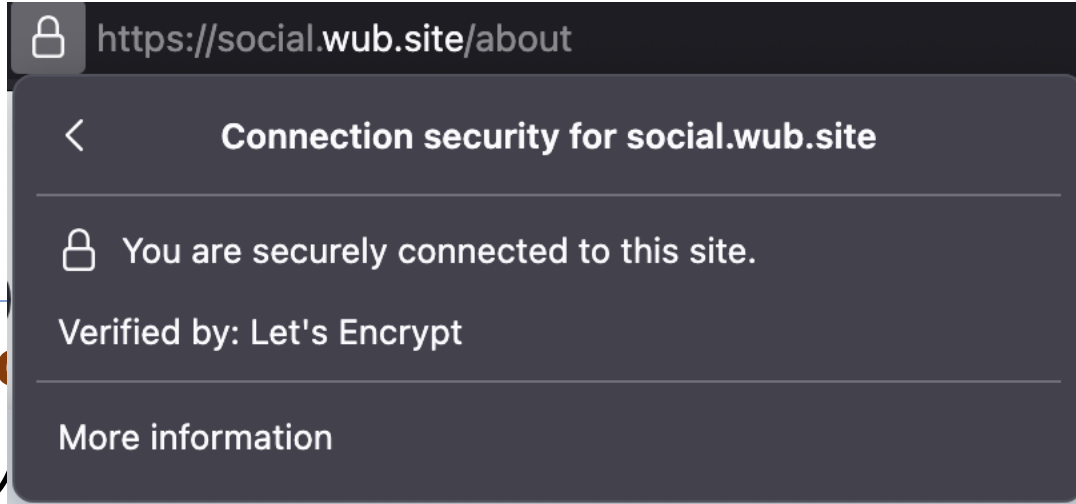 https://social.wub.site/about
Connection security for social.wub.site
You are securely connected to this site.
Verified by: Let's Encrypt
More information